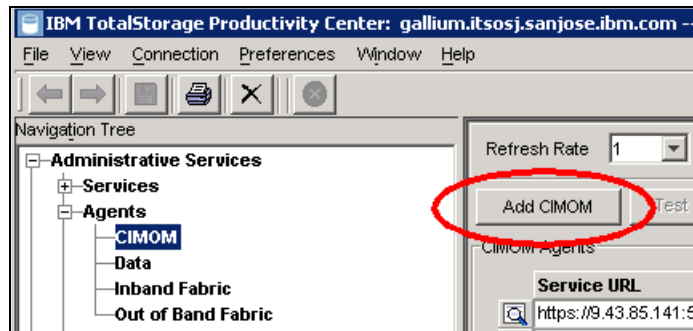 IBM TotalStorage Productivity Center: gallium.itsosj.sanjose.ibm.com --
File View Connection Preferences Window Help
Navigation Tree
Administrative Services
Services
Agents
CIMOM
Data
Inband Fabric
Out of Band Fabric
Refresh Rate 1
Add CIMOM Test
CIMOM Agents
Service URL
https://9.43.85.141:5